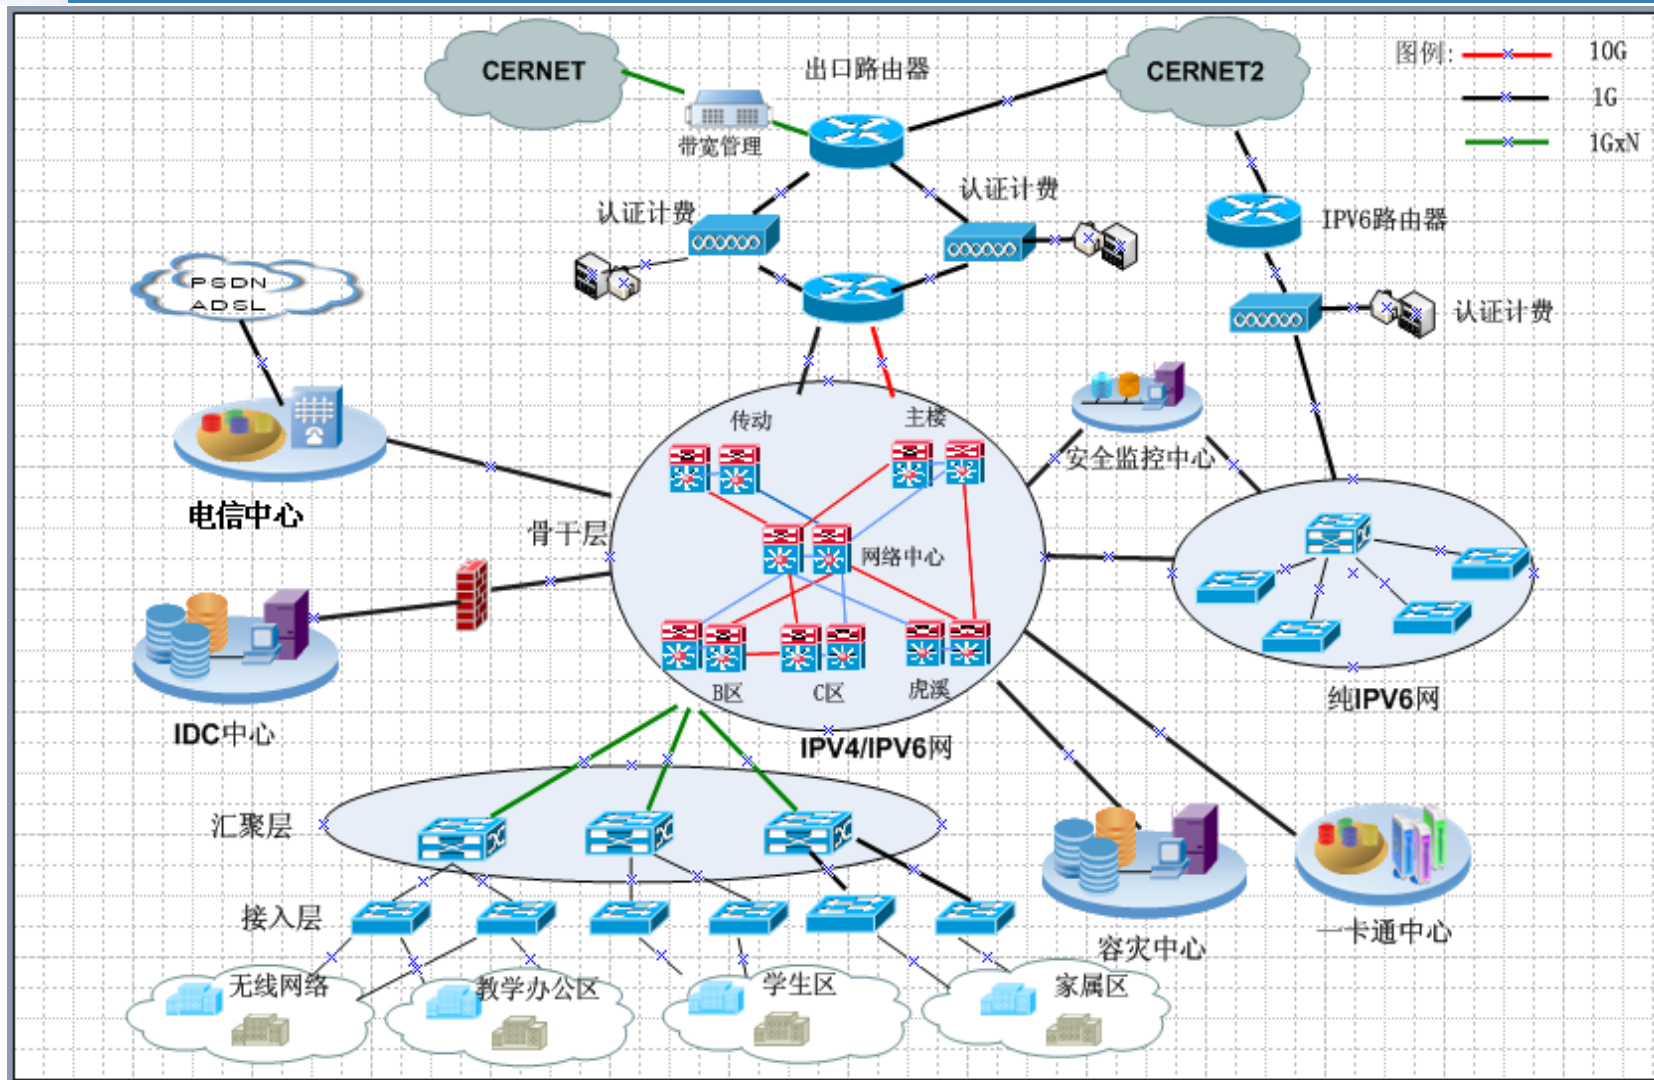 CERNET
出口路由器
CERNET2
图例:
10G
1G
1GxN
带宽管理
认证计费
认证计费
IPV6路由器
PSDN
ADSL
认证计费
传动
主楼
安全监控中心
电信中心
骨干层
网络中心
B区
C区
虎溪
纯IPV6网
IDC中心
IPV4/IPV6网
汇聚层
接入层
容灾中心
一卡通中心
无线网络
教学办公区
学生区
家属区